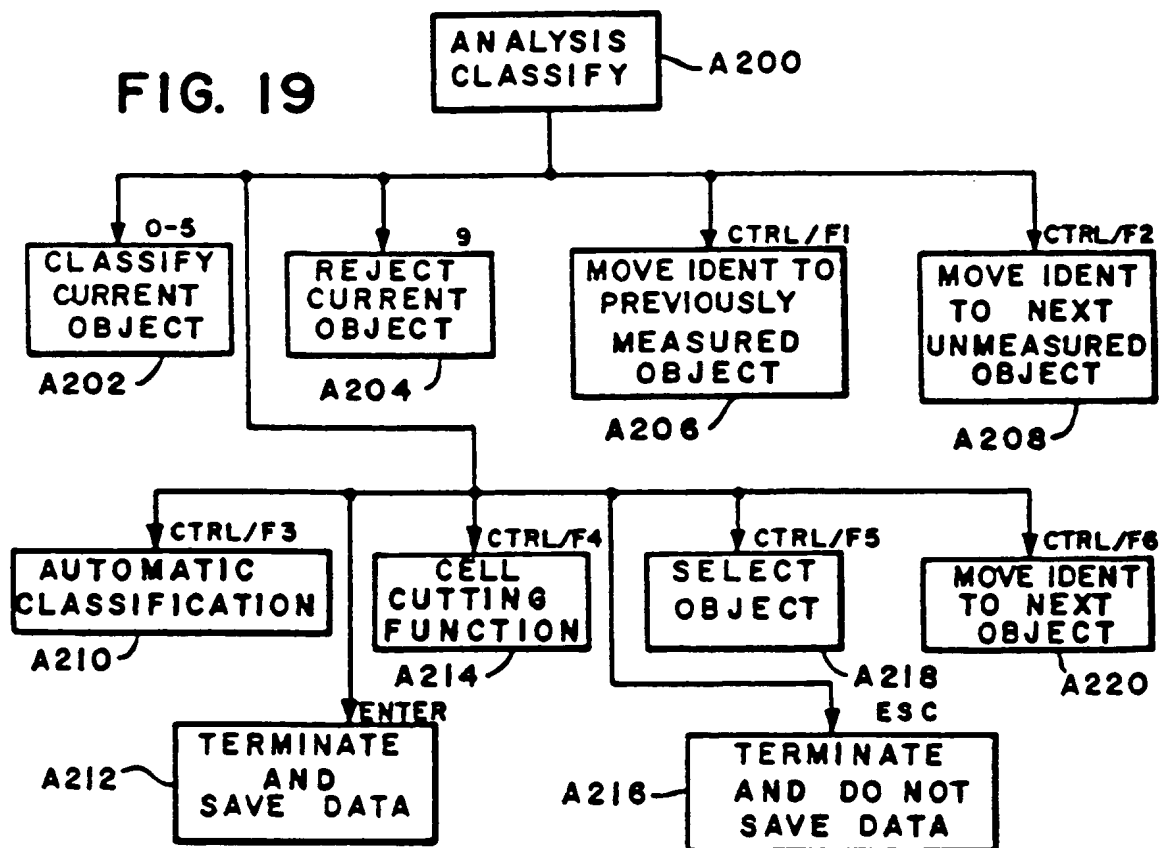 FIG. 19
ANALYSIS
CLASSIFY
A200
0-5
CLASSIFY
CURRENT
OBJECT
A202
9
REJECT
CURRENT
OBJECT
A204
CTRL/F1
MOVE IDENT TO
PREVIOUSLY
MEASURED
OBJECT
A206
CTRL/F2
MOVE IDENT
TO NEXT
UNMEASURED
OBJECT
A208
CTRL/F3
AUTOMATIC
CLASSIFICATION
A210
CTRL/F4
CELL
CUTTING
FUNCTION
A214
CTRL/F5
SELECT
OBJECT
A218
CTRL/F6
MOVE IDENT
TO NEXT
OBJECT
A220
ENTER
TERMINATE
AND
SAVE DATA
A212
ESC
TERMINATE
AND DO NOT
SAVE DATA
A216